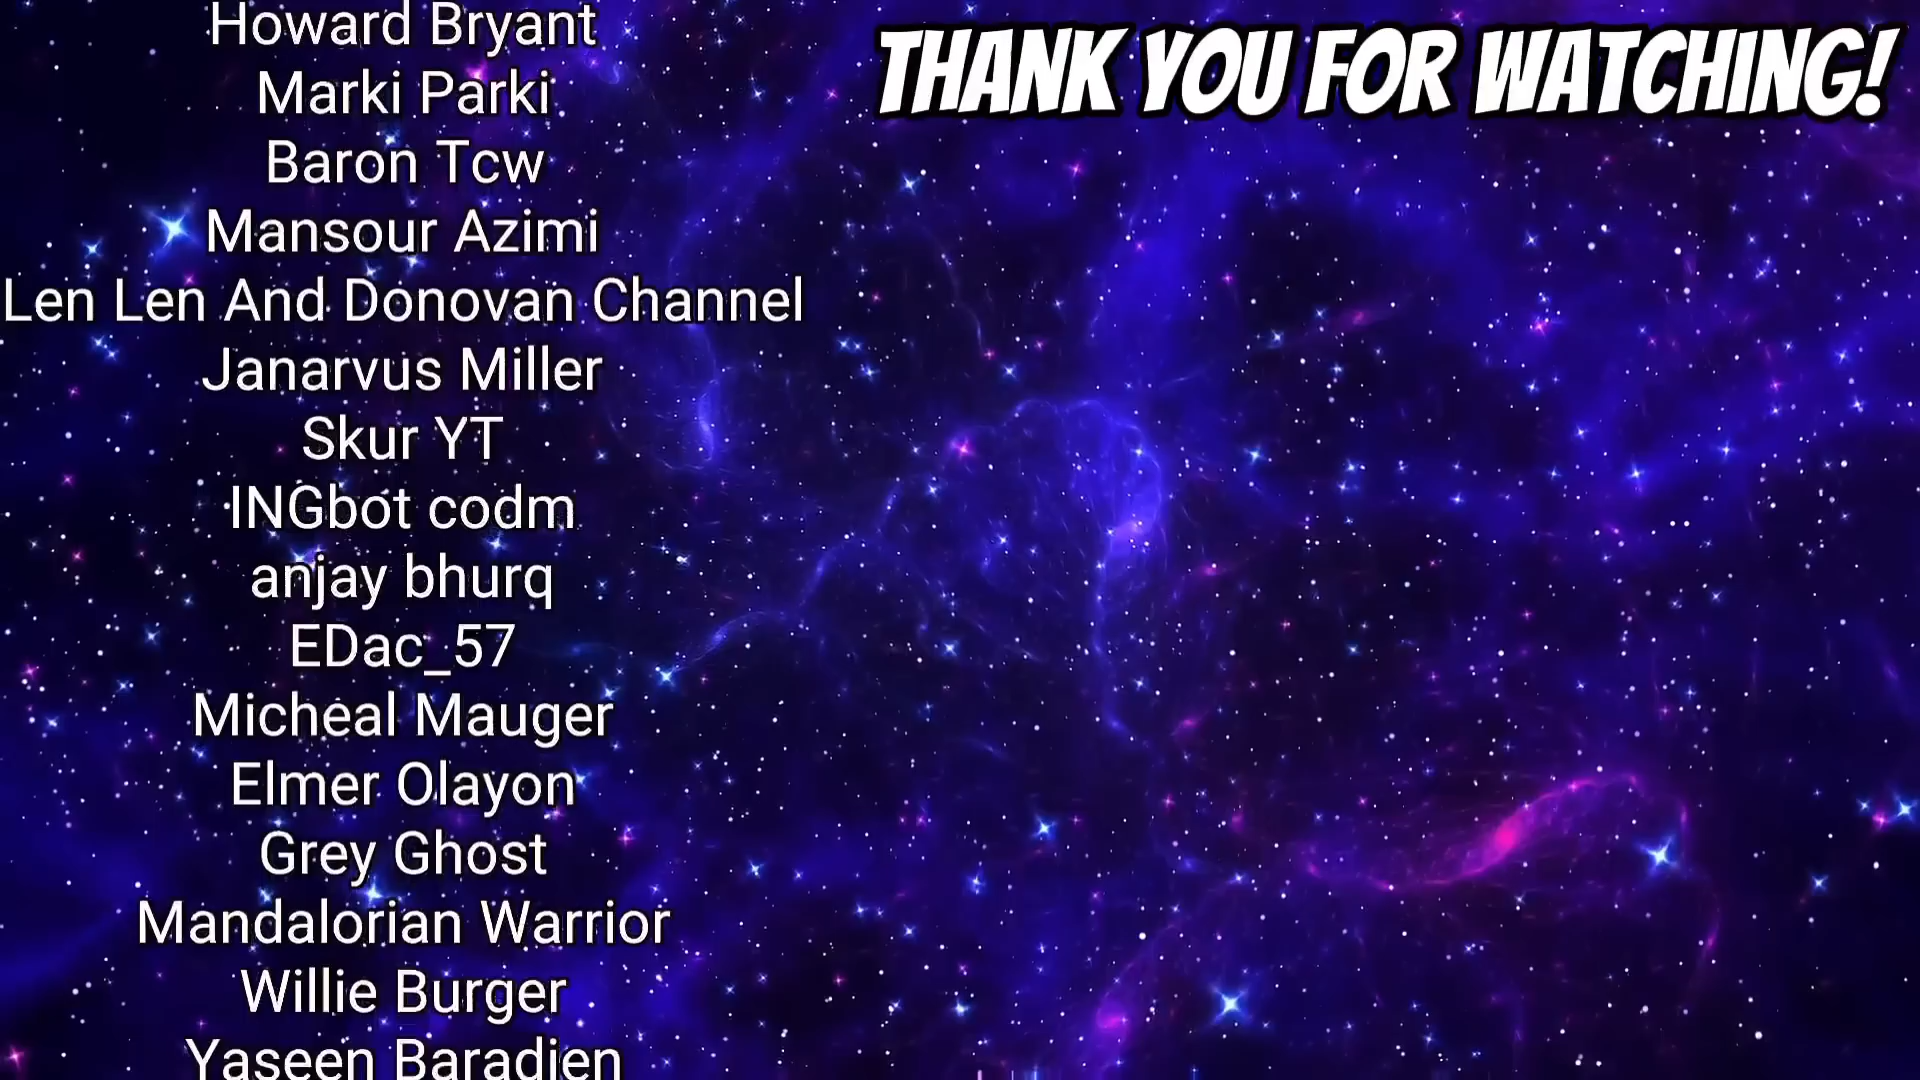 Howard Bryant
THANK YOU FOR WATCHING!
Marki Parki
Baron Tcw
Mansour Azimi
Len Len And Donovan Channel
Janarvus Miller
Skur YT
INGbot codm
anjay bhurq
EDac_57
Micheal Mauger
Elmer Olayon
Grey Ghost
Mandalorian Warrior
Willie Burger
Yaseen Baradien